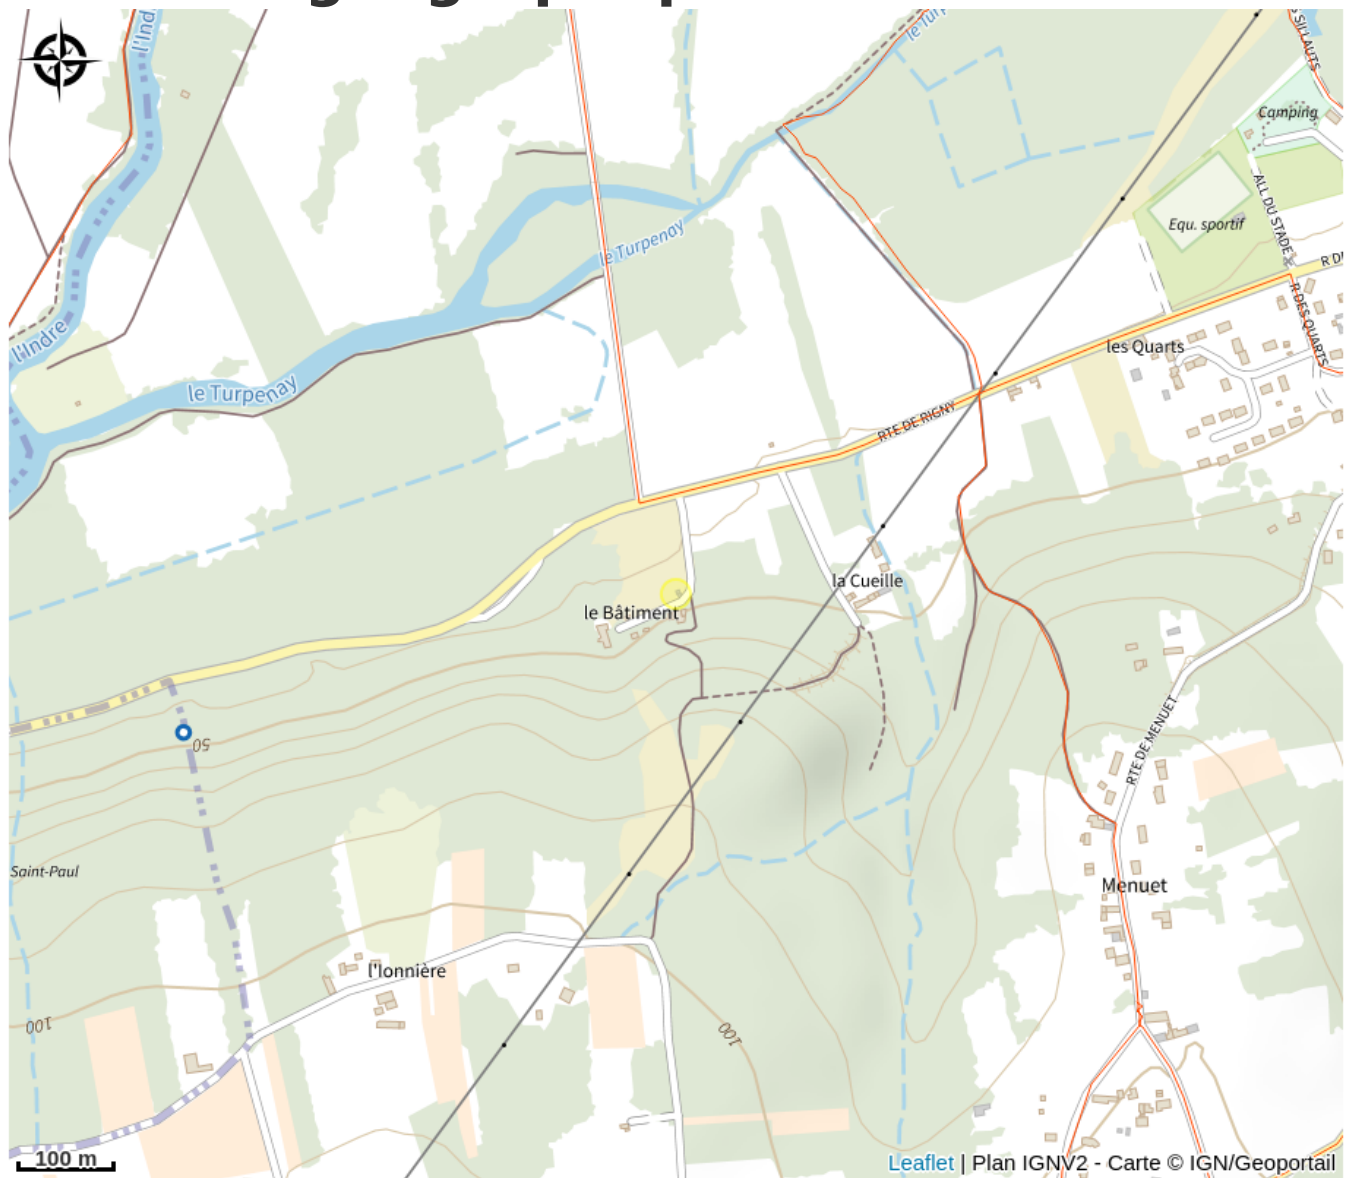 l'Ind
le Turp
S SILLAUTS
Camping
ALL DU STADE
Equ. sportif
le Turpenay
R D
R DES QUARTS
l'Indre
les Quarts
le Turpenay
RTE DE RIGNY
la Cueille
le Bâtiment
50
RTE DE MENUET
Saint-Paul
Menuet
l'Ionnière
100
100
100 m
Leaflet | Plan IGNV2 - Carte © IGN/Geoportail